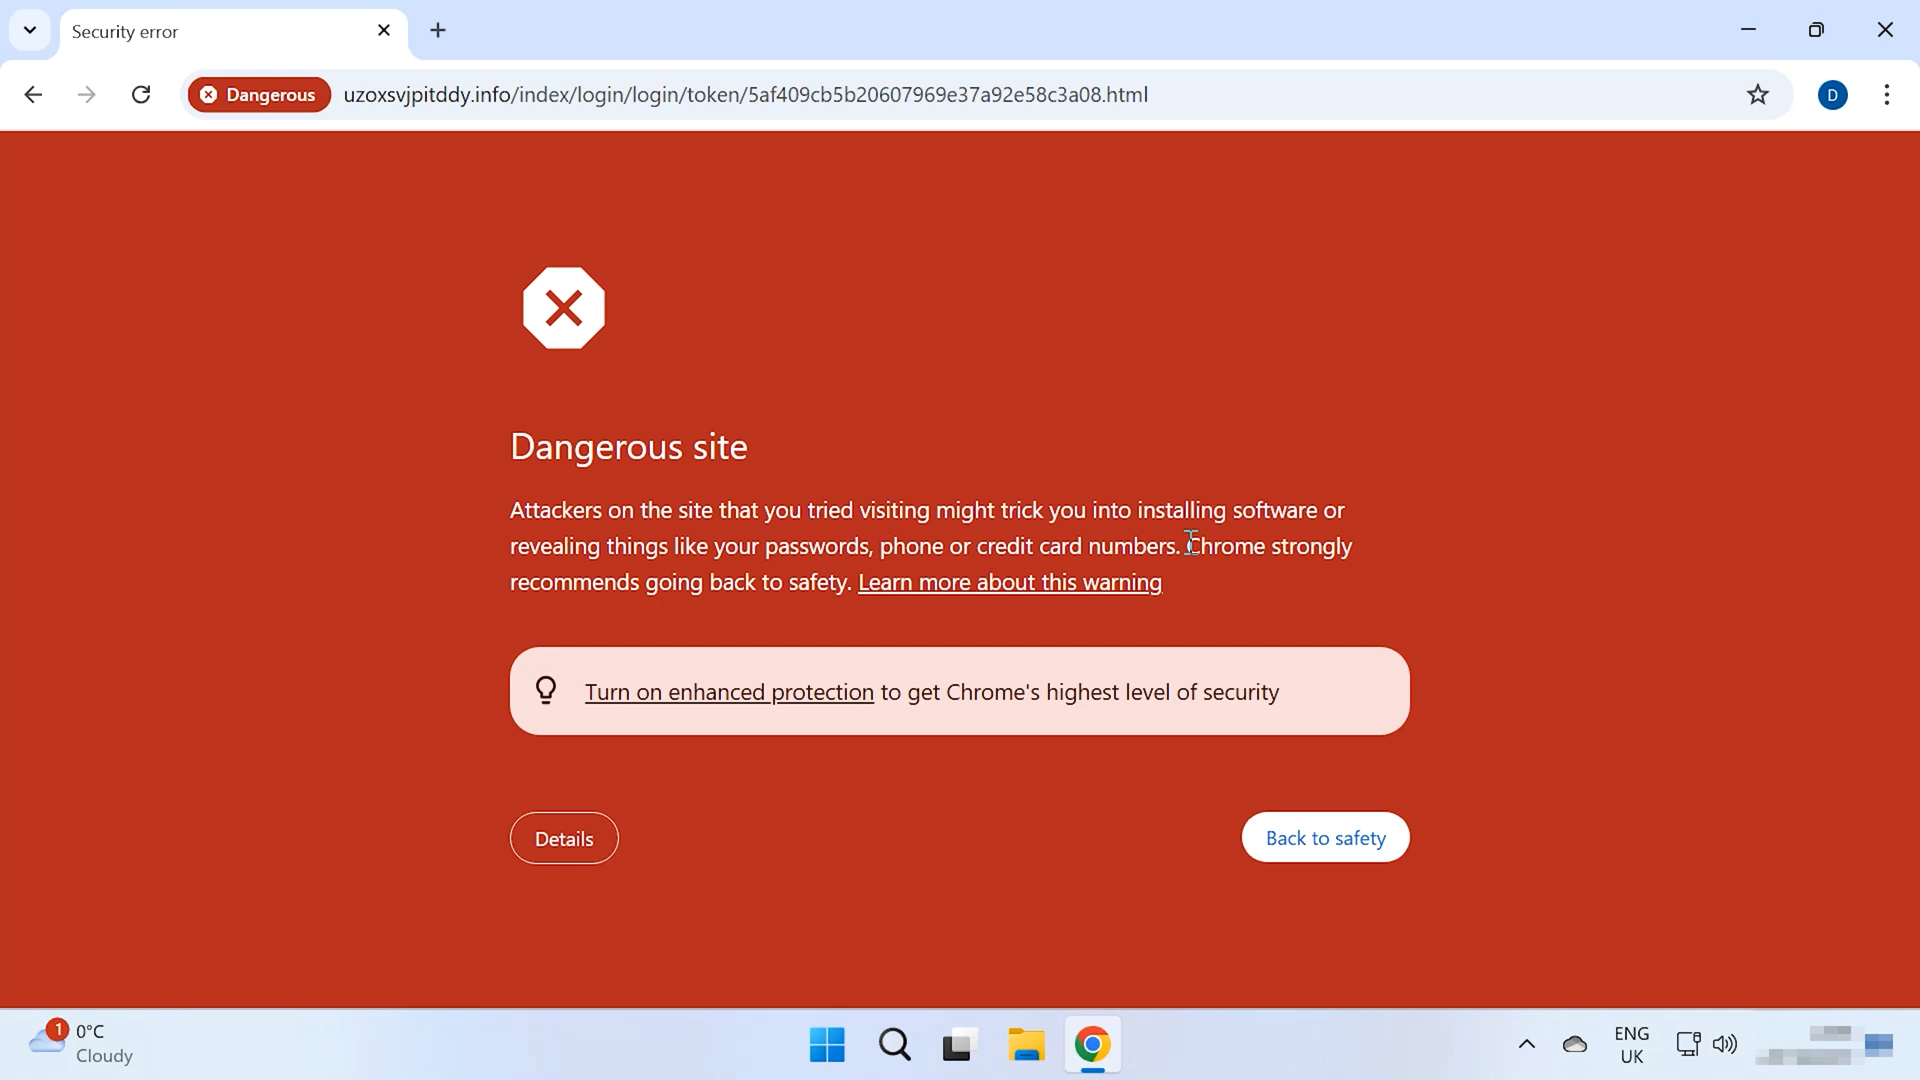 Security error
Dangerous
uzoxsvjpitddy.info/index/login/login/token/5af409cb5b20607969e37a92e58c3a08.html
D
Dangerous site
Attackers on the site that you tried visiting might trick you into installing software or
revealing things like your passwords, phone or credit card numbers. Chrome strongly
recommends going back to safety. Learn more about this warning
Turn on enhanced protection to get Chrome's highest level of security
Details
Back to safety
1
0°C
Cloudy
ENG
UK